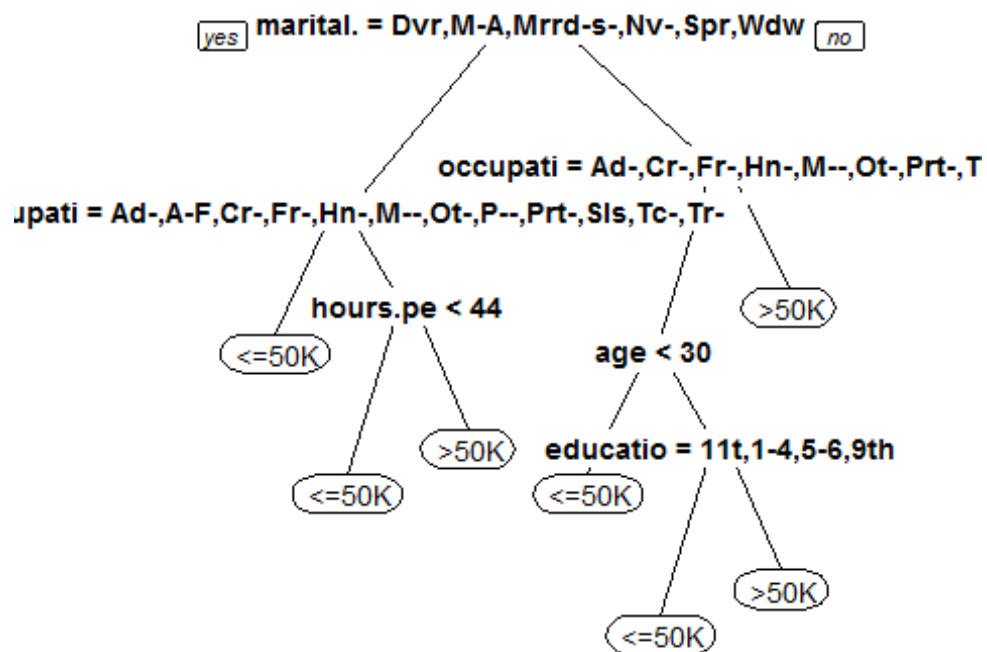 yes marital. = Dvr,M-A,Mrrd-s-,Nv-,Spr,Wdw no
occupati = Ad-,Cr-,Fr-,Hn-,M--,Ot-,Prt-,T
upati = Ad-,A-F,Cr-,Fr-,Hn-,M--,Ot-,P--,Prt-,Sls,Tc-,Tr-
hours.pe < 44
>50K
<=50K
age < 30
>50K
educatio = 11t,1-4,5-6,9th
<=50K
<=50K
>50K
<=50K